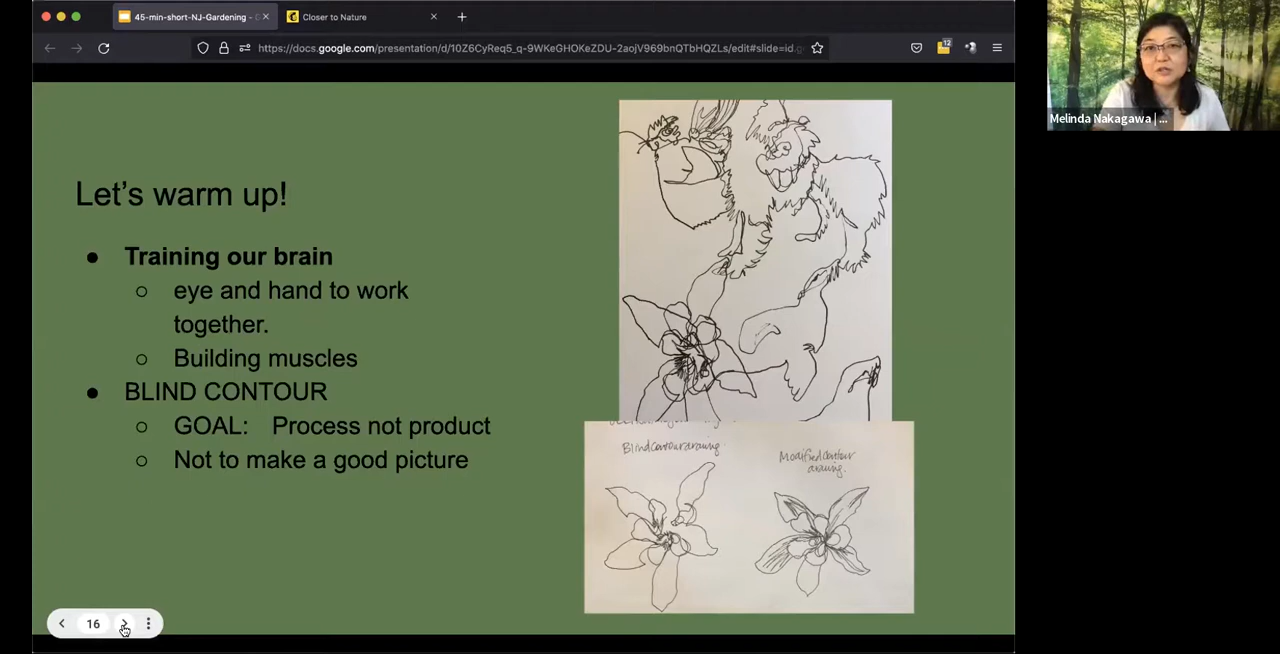 45-min-short-NJ-Gardening -
Closer to Nature
https://docs.google.com/presentation/d/10Z6CyReq5_q-9WKeGHOKeZDU-2aojV969bnQTbHQZLs/edit#slide=id.
12
Melinda Nakagawa | ...
Let's warm up!
● Training our brain
○ eye and hand to work
together.
○ Building muscles
● BLIND CONTOUR
○ GOAL: Process not product
○ Not to make a good picture
Blind contour drawing
Modified contour
drawing.
16